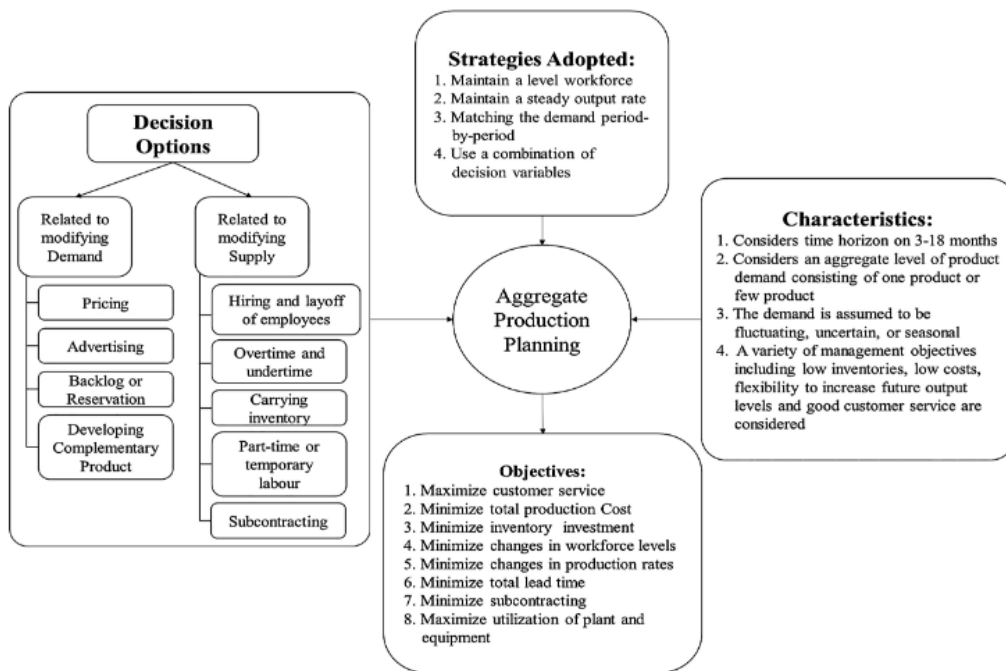 Strategies Adopted:
1. Maintain a level workforce
2. Maintain a steady output rate
3. Matching the demand period-
by-period
4. Use a combination of
decision variables
Decision
Options
Related to
modifying
Demand
Pricing
Advertising
Backlog or
Reservation
Developing
Complementary
Product
Related to
modifying
Supply
Hiring and layoff
of employees
Overtime and
undertime
Carrying
inventory
Part-time or
temporary
labour
Subcontracting
Aggregate
Production
Planning
Characteristics:
1. Considers time horizon on 3-18 months
2. Considers an aggregate level of product
demand consisting of one product or
few product
3. The demand is assumed to be
fluctuating, uncertain, or seasonal
4. A variety of management objectives
including low inventories, low costs,
flexibility to increase future output
levels and good customer service are
considered
Objectives:
1. Maximize customer service
2. Minimize total production Cost
3. Minimize inventory investment
4. Minimize changes in workforce levels
5. Minimize changes in production rates
6. Minimize total lead time
7. Minimize subcontracting
8. Maximize utilization of plant and
equipment